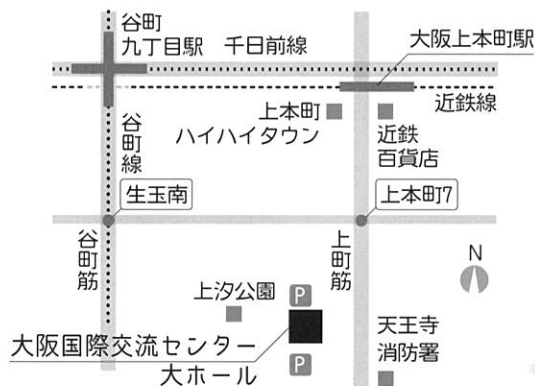 谷町
九丁目駅
千日前線
大阪上本町駅
上本町
ハイハイタウン
近鉄
百貨店
近鉄線
谷町線
生玉南
上本町7
谷町筋
上町筋
N
上汐公園
P
大阪国際交流センター
大ホール
P
天王寺
消防署